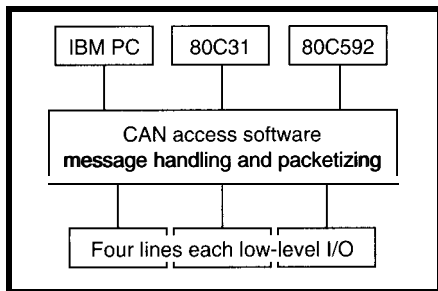 IBM PC 80C31 80C592
CAN access software
message handling and packetizing
Four lines each low-level I/O